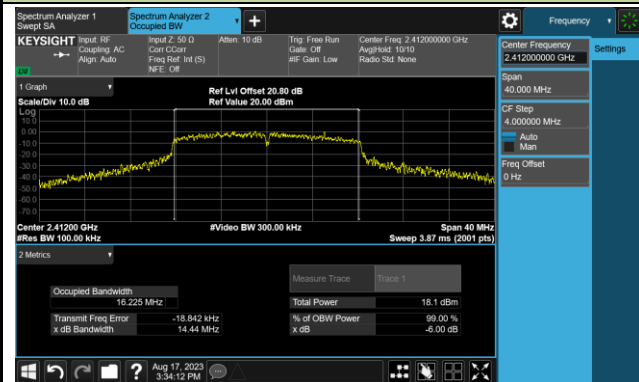 Spectrum Analyzer 1
Swept SA
Spectrum Analyzer 2
Occupied BW
+
Frequency
KEYSIGHT
Input: RF
Coupling: AC
Align: Auto
Input Z: 50 Ω
Corr CCorr
Freq Ref: Int (S)
NFE: Off
Atten: 10 dB
Trig: Free Run
Gate: Off
#IF Gain: Low
Center Freq: 2.412000000 GHz
Avg|Hold: 10/10
Radio Std: None
LXI
Center Frequency
2.412000000 GHz
Settings
Span
40.000 MHz
CF Step
4.000000 MHz
Auto
Man
Freq Offset
0 Hz
1 Graph
Scale/Div 10.0 dB
Ref Lvl Offset 20.80 dB
Ref Value 20.00 dBm
Log
10.0
0.00
-10.0
-20.0
-30.0
-40.0
-50.0
-60.0
-70.0
Center 2.41200 GHz
#Res BW 100.00 kHz
#Video BW 300.00 kHz
Span 40 MHz
Sweep 3.87 ms (2001 pts)
2 Metrics
Measure Trace
Trace 1
Occupied Bandwidth
16.225 MHz
Total Power
18.1 dBm
Transmit Freq Error
-18.842 kHz
% of OBW Power
99.00 %
x dB Bandwidth
14.44 MHz
x dB
-6.00 dB
?
Aug 17, 2023
3:34:12 PM